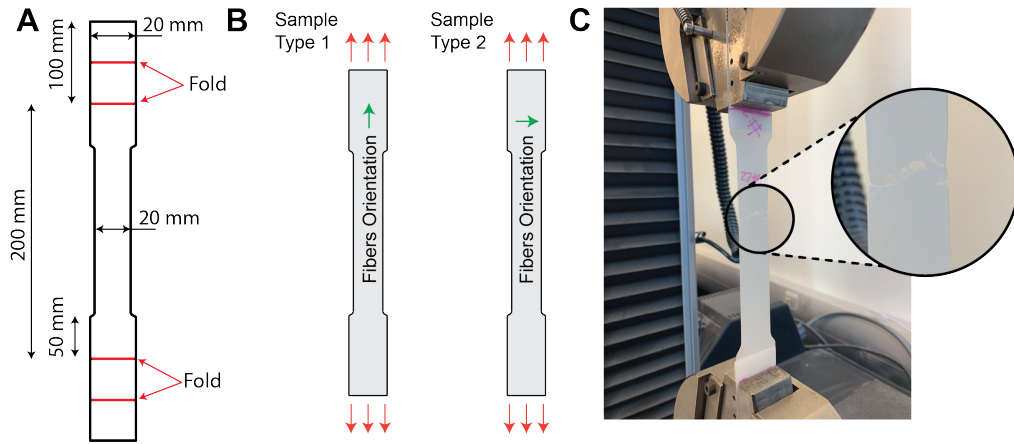 A
20 mm
100 mm
Fold
200 mm
20 mm
50 mm
Fold
B
Sample
Type 1
Fibers Orientation
Sample
Type 2
Fibers Orientation
C